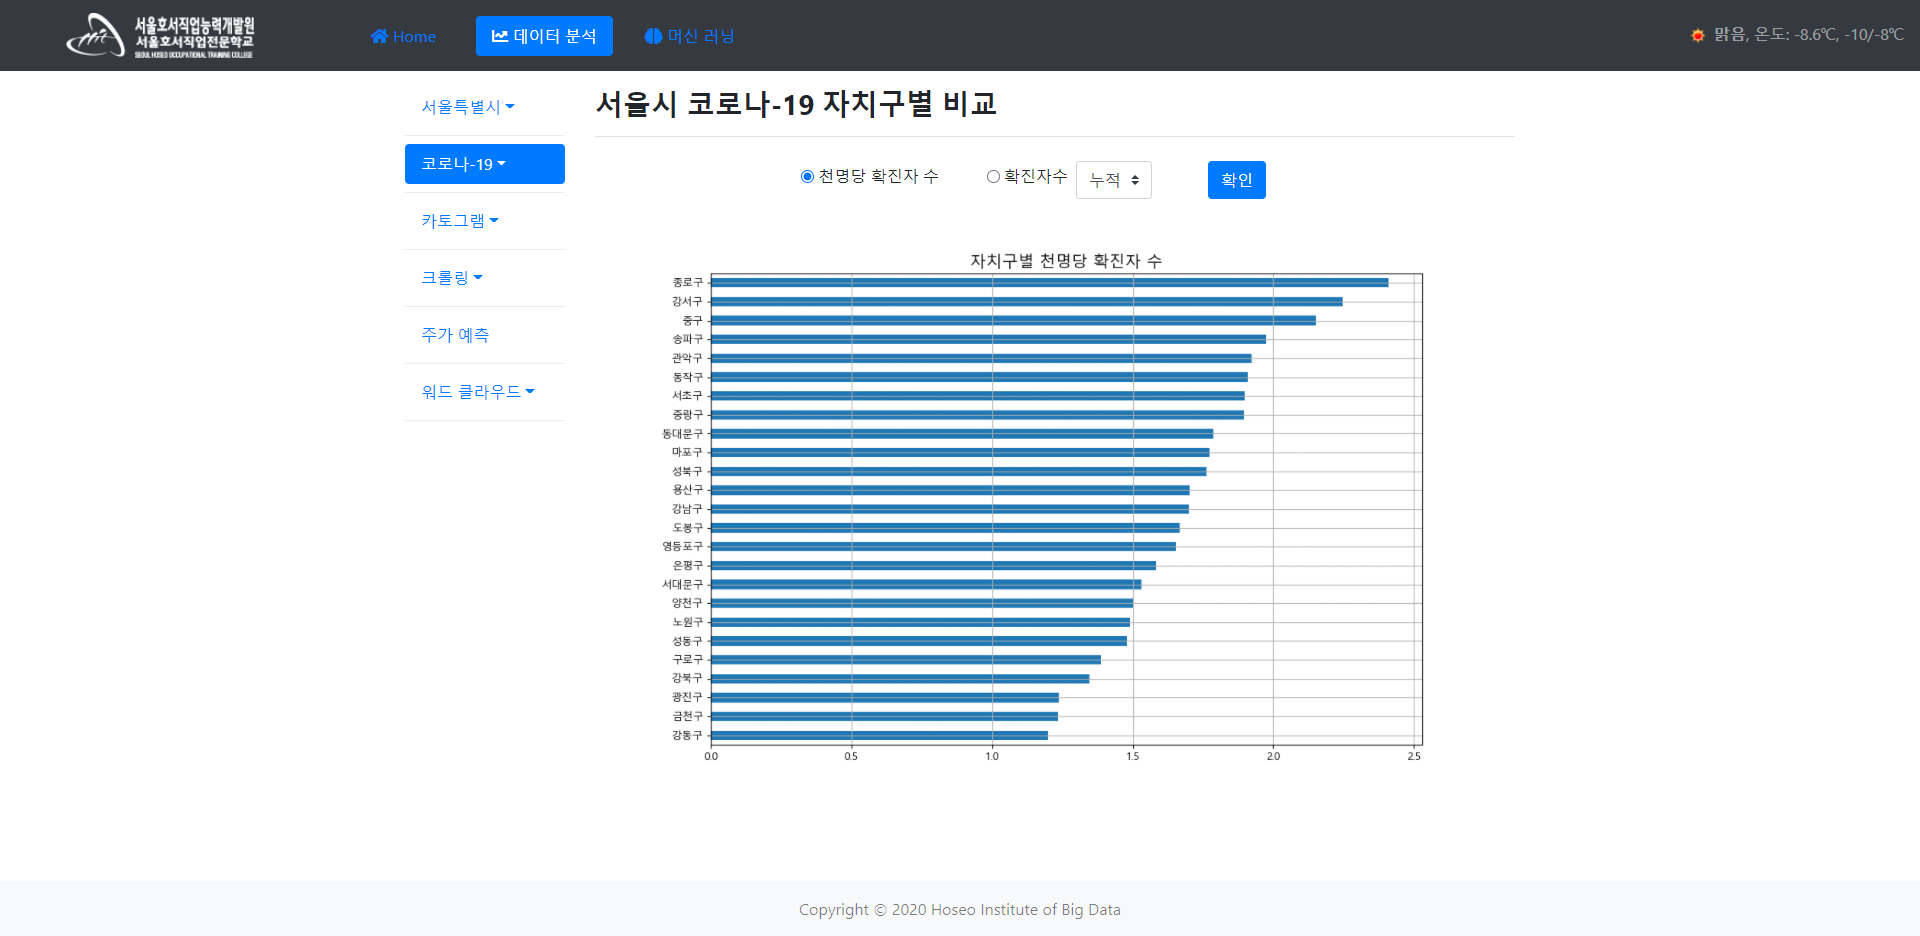 서울호서직업능력개발원
서울호서직업전문학교
SEOUL HOSEO OCCUPATIONAL TRAINING COLLEGE
Home
데이터 분석
머신 러닝
맑음, 온도: -8.6℃, -10/-8℃
서울특별시
코로나-19
카토그램
크롤링
주가 예측
워드 클라우드
서울시 코로나-19 자치구별 비교
천명당 확진자 수
확진자수
누적
확인
자치구별 천명당 확진자 수
종로구
강서구
중구
송파구
관악구
동작구
서초구
중랑구
동대문구
마포구
성북구
용산구
강남구
도봉구
영등포구
은평구
서대문구
양천구
노원구
성동구
구로구
강북구
광진구
금천구
강동구
0.0 0.5 1.0 1.5 2.0 2.5
Copyright © 2020 Hoseo Institute of Big Data